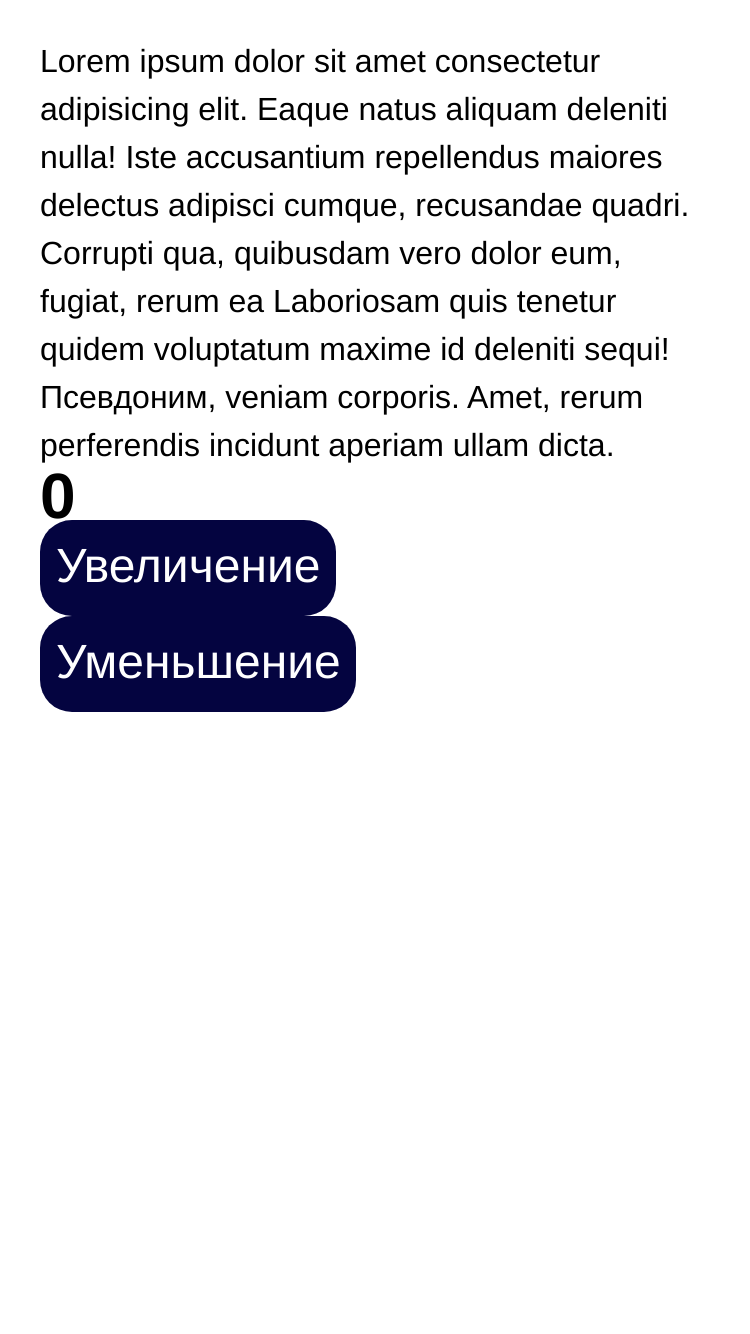 Lorem ipsum dolor sit amet consectetur
adipisicing elit. Eaque natus aliquam deleniti
nulla! Iste accusantium repellendus maiores
delectus adipisci cumque, recusandae quadri.
Corrupti qua, quibusdam vero dolor eum,
fugiat, rerum ea Laboriosam quis tenetur
quidem voluptatum maxime id deleniti sequi!
Псевдоним, veniam corporis. Amet, rerum
perferendis incidunt aperiam ullam dicta.
0
Увеличение
Уменьшение